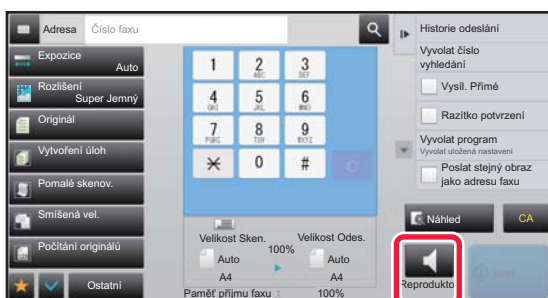 Adresa
Číslo faxu
Expozice
Auto
Rozlišení
Super Jemný
Originál
Vytvoření úloh
Pomalé skenov.
Smíšená vel.
Počítání originálů
Ostatní
1
2
ABC
3
DEF
4
GHI
5
JKL
6
MNO
7
PQRS
8
TUV
9
WXYZ
0
#
C
Velikost Sken.
100%
Velikost Odes.
Auto
A4
Auto
A4
Paměť příjmu faxu :
100%
Historie odeslání
Vyvolat číslo
vyhledání
Vysíl. Přímé
Razítko potvrzení
Vyvolat program
Vyvolat uložená nastavení
Poslat stejný obraz
jako adresu faxu
Náhled
CA
Reprodukto
Start